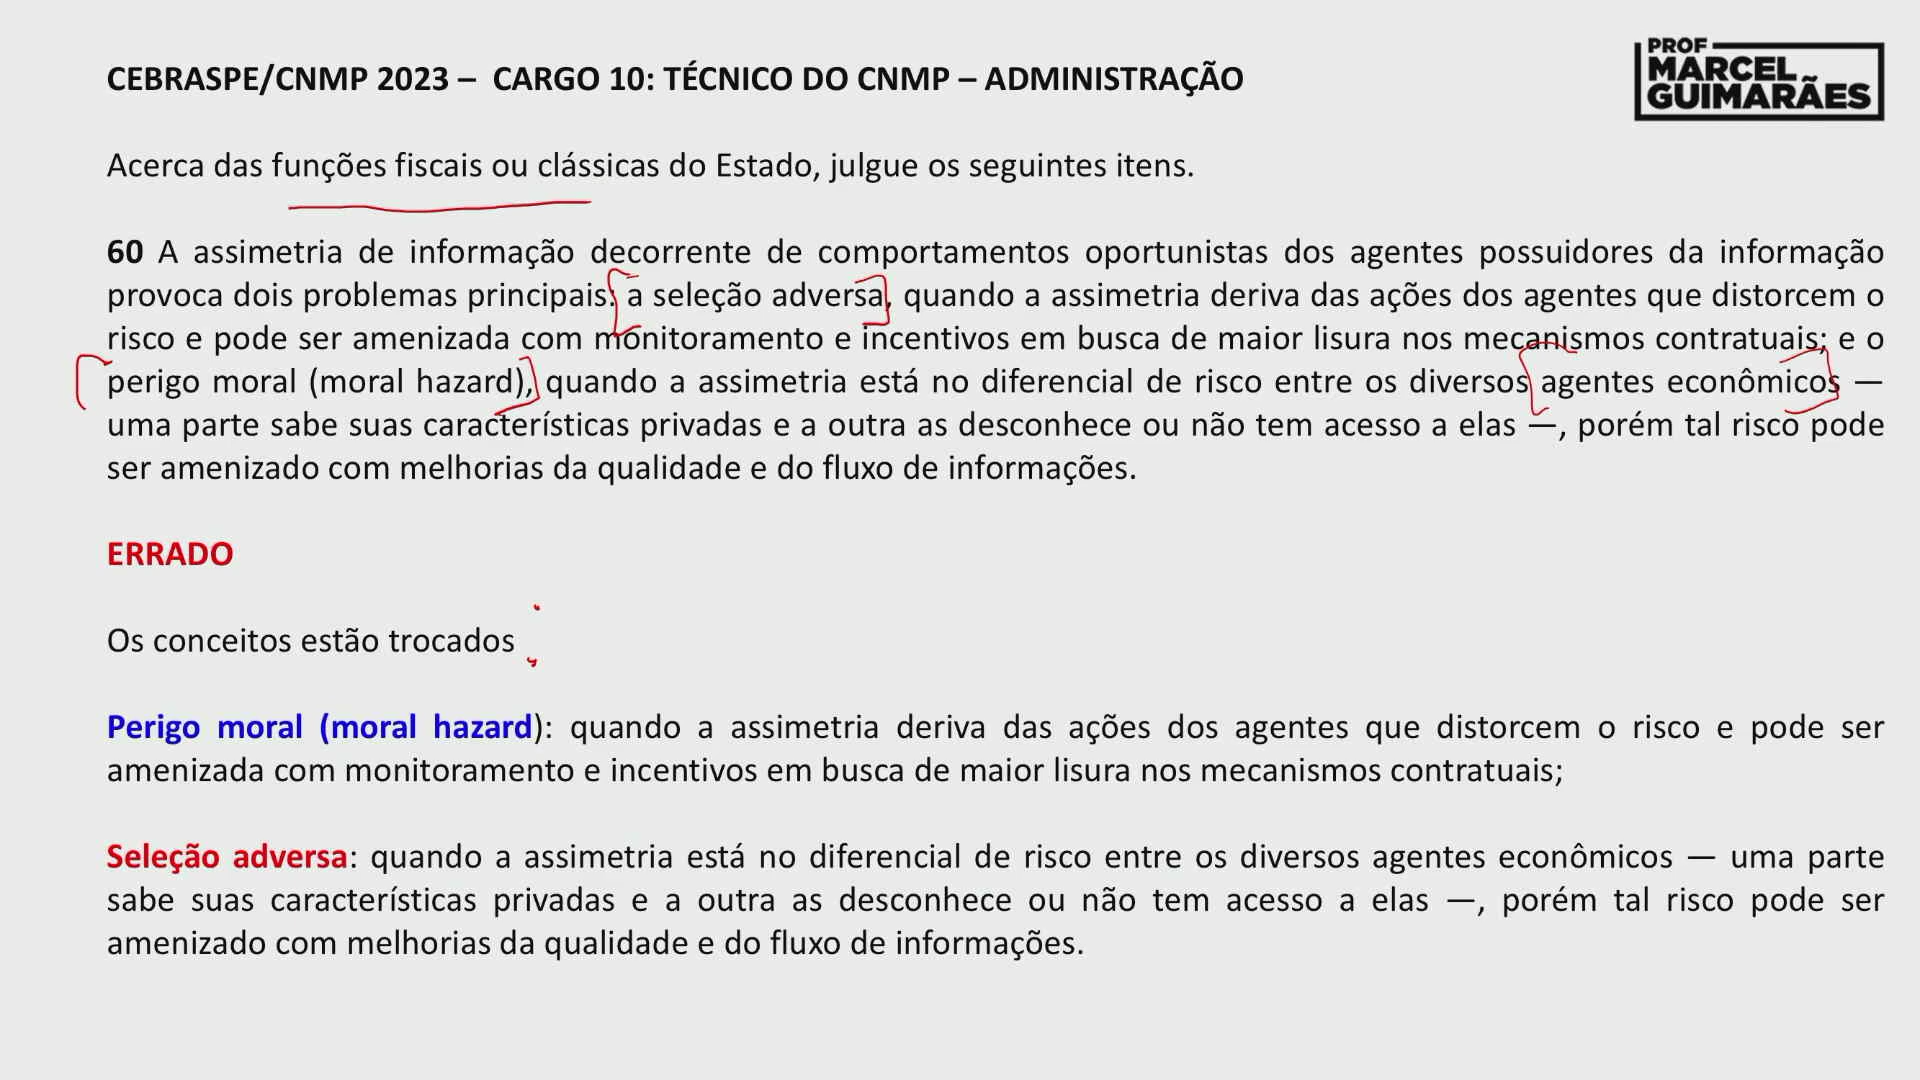 CEBRASPE/CNMP 2023 – CARGO 10: TÉCNICO DO CNMP – ADMINISTRAÇÃO
PROF
MARCEL
GUIMARÃES
Acerca das funções fiscais ou clássicas do Estado, julgue os seguintes itens.
60 A assimetria de informação decorrente de comportamentos oportunistas dos agentes possuidores da informação
provoca dois problemas principais: a seleção adversa, quando a assimetria deriva das ações dos agentes que distorcem o
risco e pode ser amenizada com monitoramento e incentivos em busca de maior lisura nos mecanismos contratuais; e o
perigo moral (moral hazard), quando a assimetria está no diferencial de risco entre os diversos agentes econômicos —
uma parte sabe suas características privadas e a outra as desconhece ou não tem acesso a elas —, porém tal risco pode
ser amenizado com melhorias da qualidade e do fluxo de informações.
ERRADO
Os conceitos estão trocados
Perigo moral (moral hazard): quando a assimetria deriva das ações dos agentes que distorcem o risco e pode ser
amenizada com monitoramento e incentivos em busca de maior lisura nos mecanismos contratuais;
Seleção adversa: quando a assimetria está no diferencial de risco entre os diversos agentes econômicos — uma parte
sabe suas características privadas e a outra as desconhece ou não tem acesso a elas —, porém tal risco pode ser
amenizado com melhorias da qualidade e do fluxo de informações.